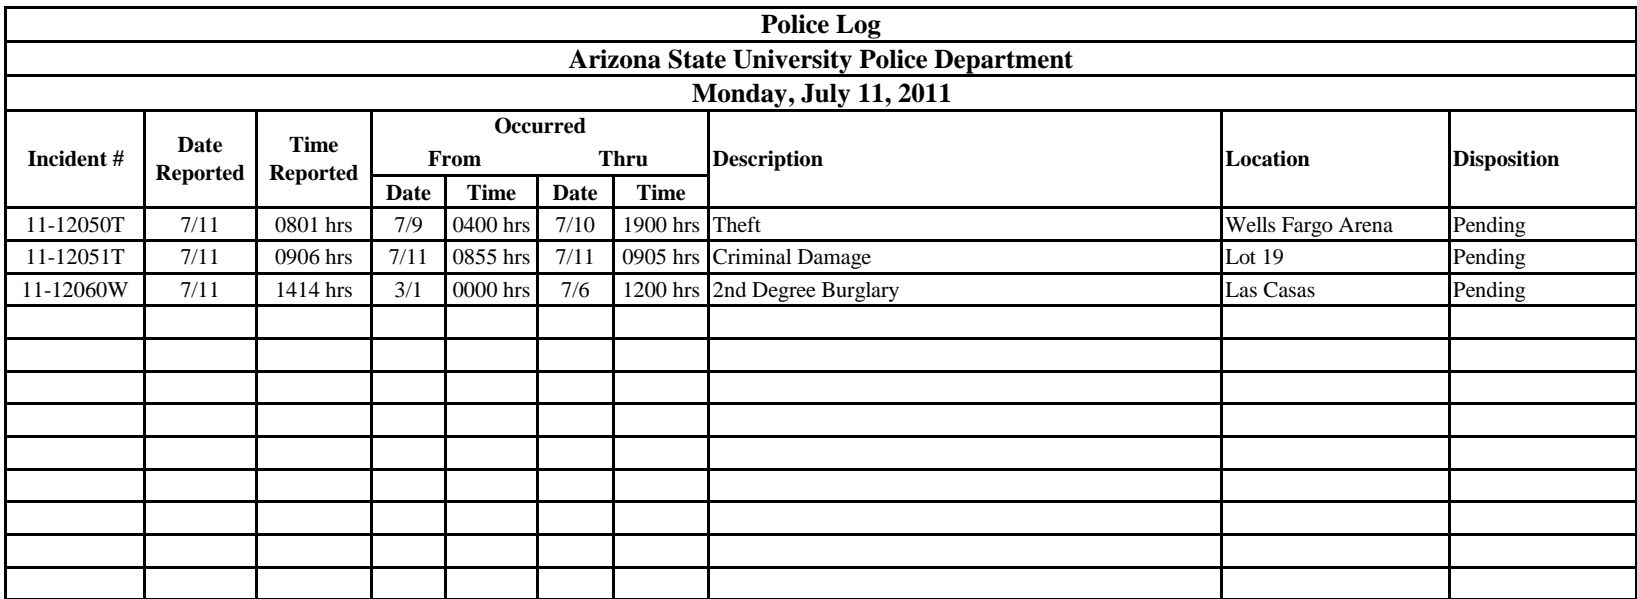 Police Log
Arizona State University Police Department
Monday, July 11, 2011
Incident # Date Reported Time Reported Occurred Description Location Disposition
From Thru
Date Time Date Time
11-12050T 7/11 0801 hrs 7/9 0400 hrs 7/10 1900 hrs Theft Wells Fargo Arena Pending
11-12051T 7/11 0906 hrs 7/11 0855 hrs 7/11 0905 hrs Criminal Damage Lot 19 Pending
11-12060W 7/11 1414 hrs 3/1 0000 hrs 7/6 1200 hrs 2nd Degree Burglary Las Casas Pending